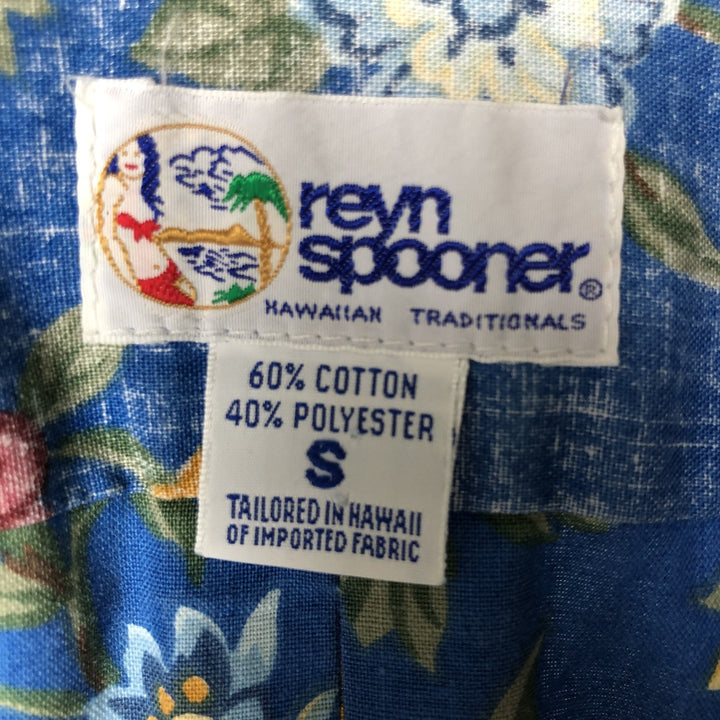 reyn
spooner®
HAWAIIAN TRADITIONALS
60% COTTON
40% POLYESTER
S
TAILORED IN HAWAII
OF IMPORTED FABRIC